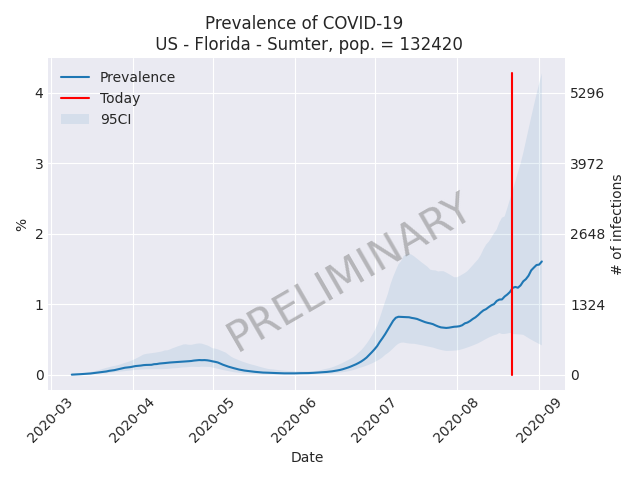 Prevalence of COVID-19
US - Florida - Sumter, pop. = 132420
Prevalence
Today
95CI
4
3
2
1
0
%
5296
3972
2648
1324
0
# of infections
PRELIMINARY
2020-03
2020-04
2020-05
2020-06
2020-07
2020-08
2020-09
Date